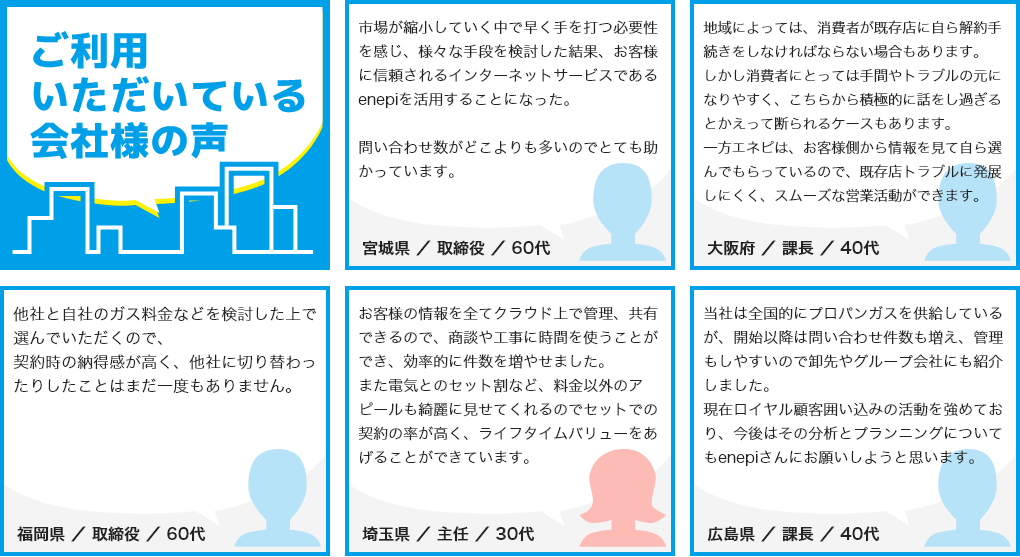 ご利用
いただいている
会社様の声
市場が縮小していく中で早く手を打つ必要性
を感じ、様々な手段を検討した結果、お客様
に信頼されるインターネットサービスである
enepiを活用することになった。
問い合わせ数がどこよりも多いのでとても助
かっています。
宮城県 ／ 取締役 ／ 60代
地域によっては、消費者が既存店に自ら解約手
続きをしなければならない場合もあります。
しかし消費者にとっては手間やトラブルの元に
なりやすく、こちらから積極的に話をし過ぎる
とかえって断られるケースもあります。
一方エネピは、お客様側から情報を見て自ら選
んでもらっているので、既存店トラブルに発展
しにくく、スムーズな営業活動ができます。
大阪府 ／ 課長 ／ 40代
他社と自社のガス料金などを検討した上で
選んでいただくので、
契約時の納得感が高く、他社に切り替わっ
たりしたことはまだ一度もありません。
福岡県 ／ 取締役 ／ 60代
お客様の情報を全てクラウド上で管理、共有
できるので、商談や工事に時間を使うことが
でき、効率的に件数を増やせました。
また電気とのセット割など、料金以外のア
ピールも綺麗に見せてくれるのでセットでの
契約の率が高く、ライフタイムバリューをあ
げることができています。
埼玉県 ／ 主任 ／ 30代
当社は全国的にプロパンガスを供給している
が、開始以降は問い合わせ件数も増え、管理
もしやすいので卸先やグループ会社にも紹介
しました。
現在ロイヤル顧客囲い込みの活動を強めてお
り、今後はその分析とプランニングについて
もenepiさんにお願いしようと思います。
広島県 ／ 課長 ／ 40代